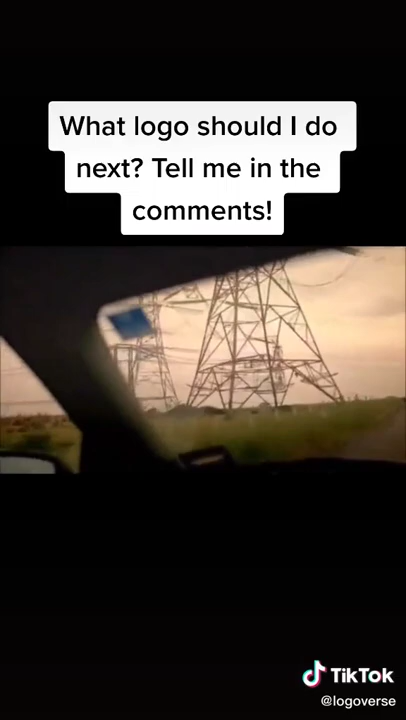 What logo should I do
next? Tell me in the
comments!
TikTok
@logoverse